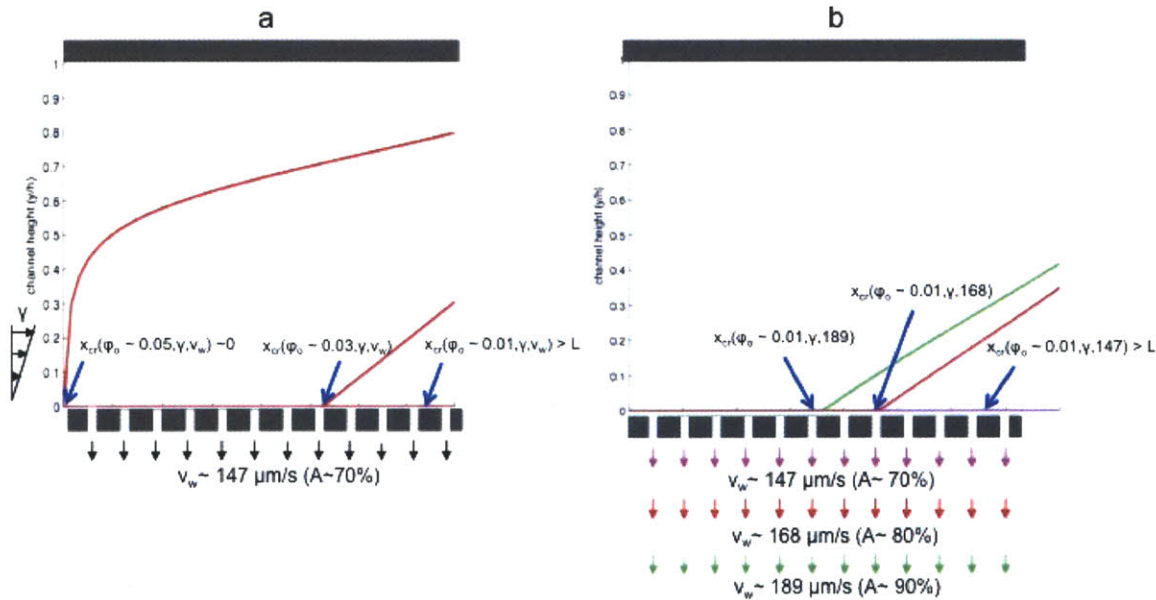 a
1
0.9
0.8
0.7
0.6
0.5
0.4
0.3
0.2
0.1
0
channel height (y/h)
γ
x_cr(φ_o ~ 0.05,γ,v_w) ~0
x_cr(φ_o ~ 0.03,γ,v_w)
x_cr(φ_o ~ 0.01,γ,v_w) > L
v_w~ 147 μm/s (A~70%)
b
1
0.9
0.8
0.7
0.6
0.5
0.4
0.3
0.2
0.1
0
channel height (y/h)
x_cr(φ_o ~ 0.01,γ,168)
x_cr(φ_o ~ 0.01,γ,189)
x_cr(φ_o ~ 0.01,γ,147) > L
v_w~ 147 μm/s (A~ 70%)
v_w~ 168 μm/s (A~ 80%)
v_w~ 189 μm/s (A~ 90%)